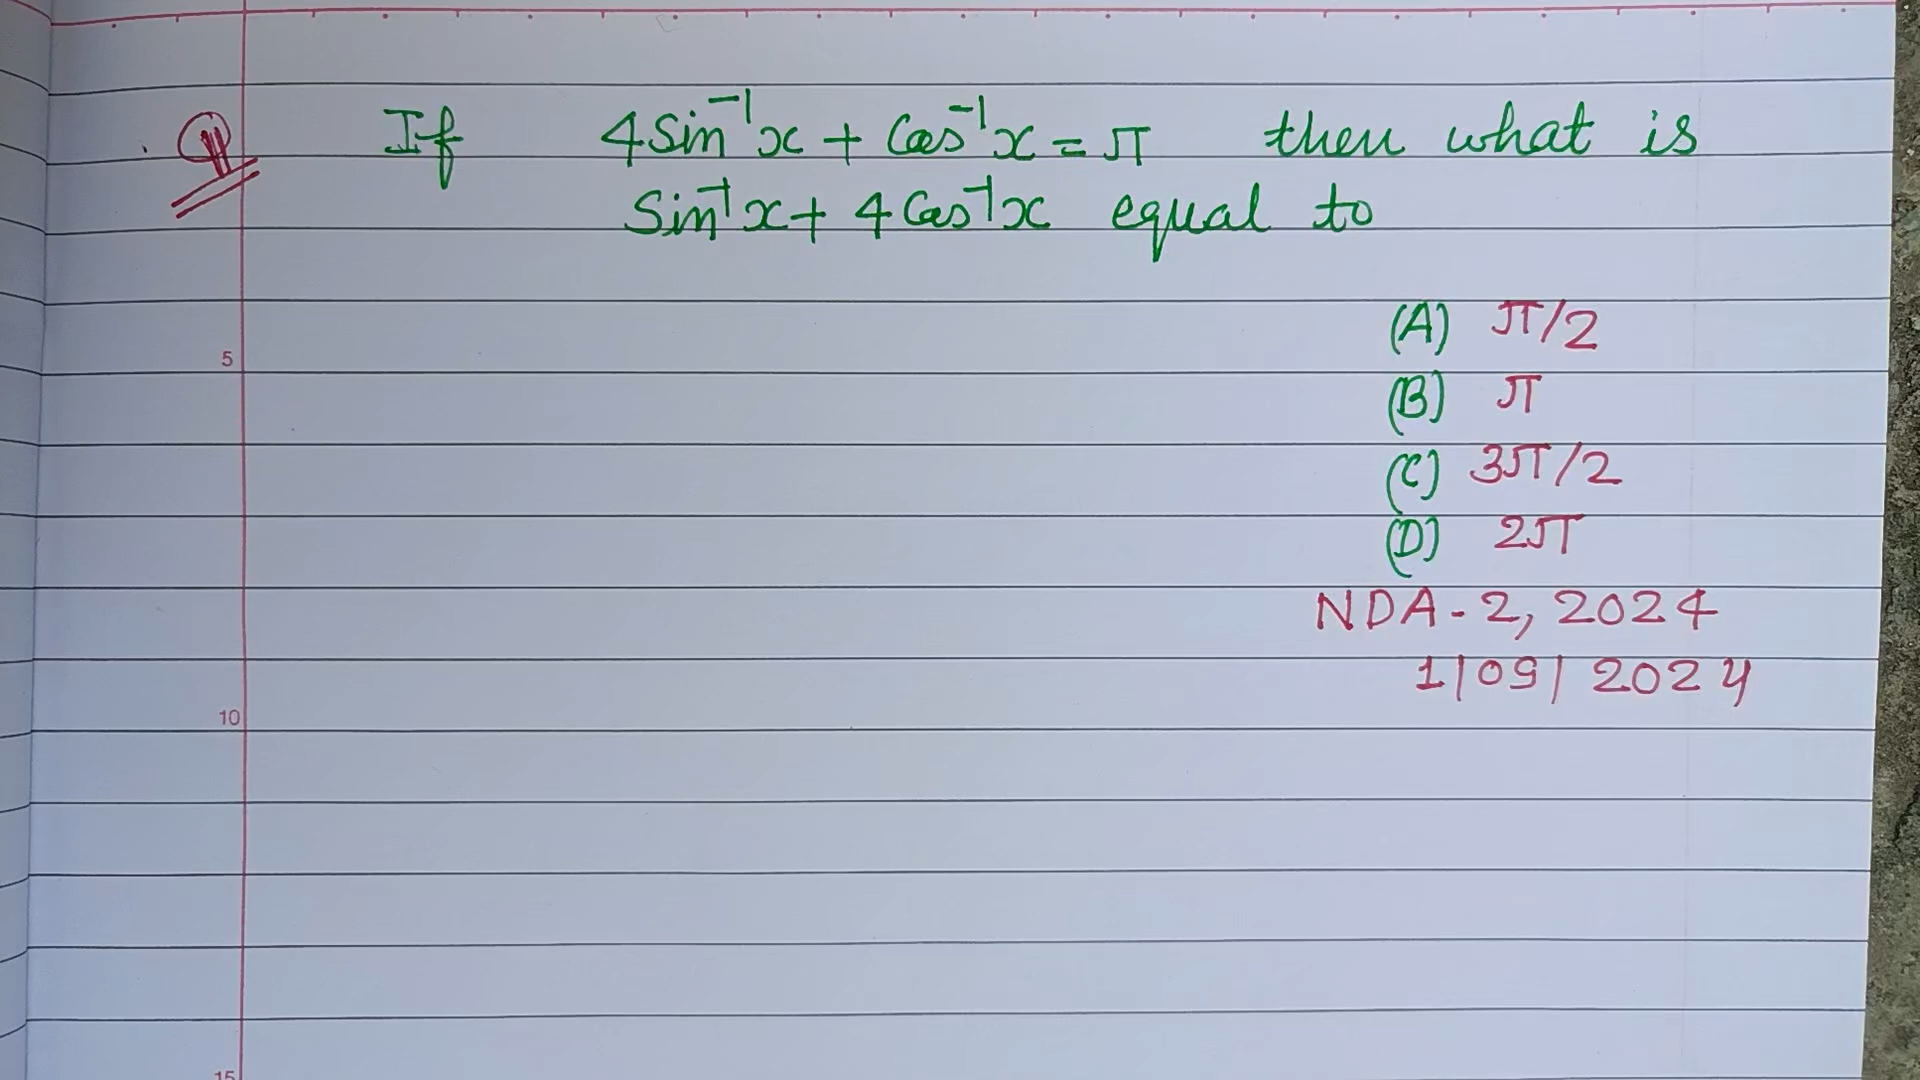 Q If 4Sin⁻¹x + Cos⁻¹x = π then what is
Sin⁻¹x + 4Cos⁻¹x equal to
(A) π/2
5
(B) π
(C) 3π/2
(D) 2π
NDA-2, 2024
1/09/2024
10
15